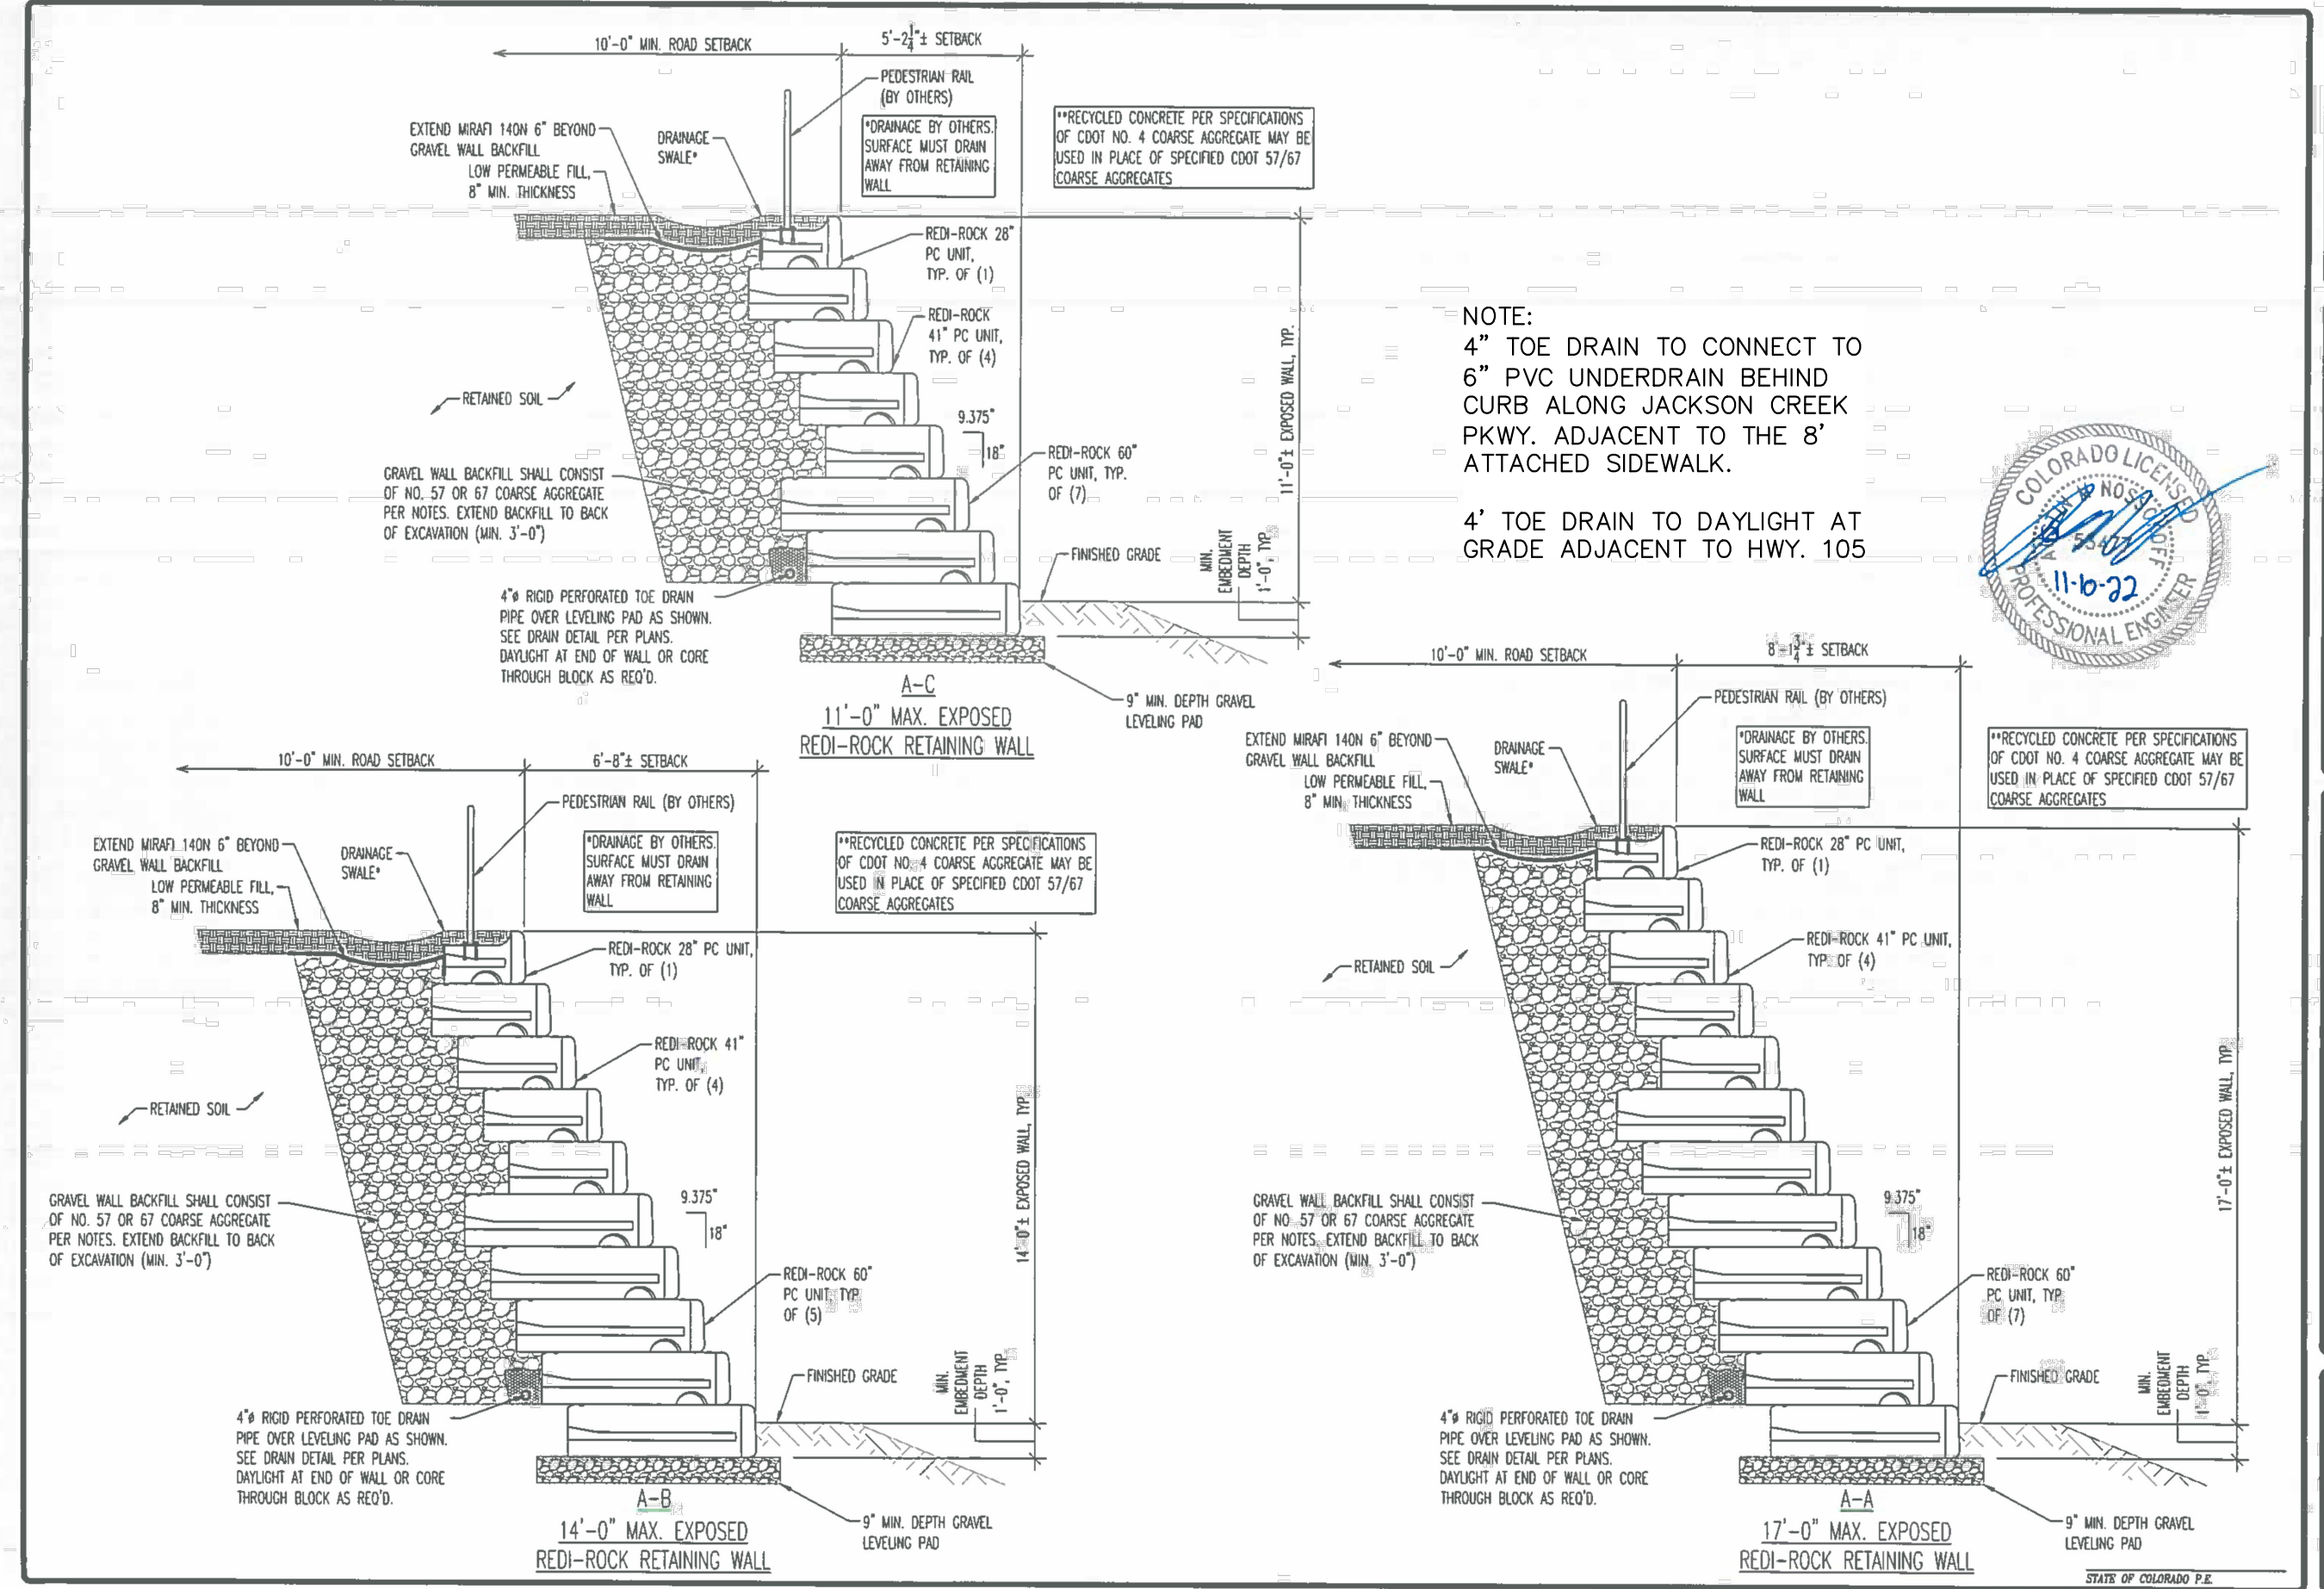 10'-0" MIN. ROAD SETBACK
5'-2¼"± SETBACK
PEDESTRIAN RAIL
(BY OTHERS)
EXTEND MIRAFI 140N 6" BEYOND
GRAVEL WALL BACKFILL
LOW PERMEABLE FILL,
8" MIN. THICKNESS
DRAINAGE
SWALE*
*DRAINAGE BY OTHERS.
SURFACE MUST DRAIN
AWAY FROM RETAINING
WALL
**RECYCLED CONCRETE PER SPECIFICATIONS
OF CDOT NO. 4 COARSE AGGREGATE MAY BE
USED IN PLACE OF SPECIFIED CDOT 57/67
COARSE AGGREGATES
REDI-ROCK 28"
PC UNIT,
TYP. OF (1)
REDI-ROCK
41" PC UNIT,
TYP. OF (4)
RETAINED SOIL
9.375"
18"
REDI-ROCK 60"
PC UNIT, TYP.
OF (7)
11'-0"± EXPOSED WALL, TYP.
GRAVEL WALL BACKFILL SHALL CONSIST
OF NO. 57 OR 67 COARSE AGGREGATE
PER NOTES. EXTEND BACKFILL TO BACK
OF EXCAVATION (MIN. 3'-0")
FINISHED GRADE
MIN.
EMBEDMENT
DEPTH
1'-0", TYP.
4"ø RIGID PERFORATED TOE DRAIN
PIPE OVER LEVELING PAD AS SHOWN.
SEE DRAIN DETAIL PER PLANS.
DAYLIGHT AT END OF WALL OR CORE
THROUGH BLOCK AS REQ'D.
9" MIN. DEPTH GRAVEL
LEVELING PAD
A-C
11'-0" MAX. EXPOSED
REDI-ROCK RETAINING WALL
NOTE:
4" TOE DRAIN TO CONNECT TO
6" PVC UNDERDRAIN BEHIND
CURB ALONG JACKSON CREEK
PKWY. ADJACENT TO THE 8'
ATTACHED SIDEWALK.
4' TOE DRAIN TO DAYLIGHT AT
GRADE ADJACENT TO HWY. 105
COLORADO LICENSED
PROFESSIONAL ENGINEER
11-10-22
10'-0" MIN. ROAD SETBACK
6'-8"± SETBACK
PEDESTRIAN RAIL (BY OTHERS)
EXTEND MIRAFI 140N 6" BEYOND
GRAVEL WALL BACKFILL
LOW PERMEABLE FILL,
8" MIN. THICKNESS
DRAINAGE
SWALE*
*DRAINAGE BY OTHERS.
SURFACE MUST DRAIN
AWAY FROM RETAINING
WALL
**RECYCLED CONCRETE PER SPECIFICATIONS
OF CDOT NO. 4 COARSE AGGREGATE MAY BE
USED IN PLACE OF SPECIFIED CDOT 57/67
COARSE AGGREGATES
REDI-ROCK 28" PC UNIT,
TYP. OF (1)
REDI-ROCK 41"
PC UNIT,
TYP. OF (4)
RETAINED SOIL
9.375"
18"
14'-0"± EXPOSED WALL, TYP.
GRAVEL WALL BACKFILL SHALL CONSIST
OF NO. 57 OR 67 COARSE AGGREGATE
PER NOTES. EXTEND BACKFILL TO BACK
OF EXCAVATION (MIN. 3'-0")
REDI-ROCK 60"
PC UNIT, TYP.
OF (5)
FINISHED GRADE
MIN.
EMBEDMENT
DEPTH
1'-0", TYP.
4"ø RIGID PERFORATED TOE DRAIN
PIPE OVER LEVELING PAD AS SHOWN.
SEE DRAIN DETAIL PER PLANS.
DAYLIGHT AT END OF WALL OR CORE
THROUGH BLOCK AS REQ'D.
9" MIN. DEPTH GRAVEL
LEVELING PAD
A-B
14'-0" MAX. EXPOSED
REDI-ROCK RETAINING WALL
10'-0" MIN. ROAD SETBACK
8'-1¾"± SETBACK
PEDESTRIAN RAIL (BY OTHERS)
EXTEND MIRAFI 140N 6" BEYOND
GRAVEL WALL BACKFILL
LOW PERMEABLE FILL,
8" MIN. THICKNESS
DRAINAGE
SWALE*
*DRAINAGE BY OTHERS.
SURFACE MUST DRAIN
AWAY FROM RETAINING
WALL
**RECYCLED CONCRETE PER SPECIFICATIONS
OF CDOT NO. 4 COARSE AGGREGATE MAY BE
USED IN PLACE OF SPECIFIED CDOT 57/67
COARSE AGGREGATES
REDI-ROCK 28" PC UNIT,
TYP. OF (1)
REDI-ROCK 41" PC UNIT,
TYP. OF (4)
RETAINED SOIL
17'-0"± EXPOSED WALL, TYP.
9.375"
18"
GRAVEL WALL BACKFILL SHALL CONSIST
OF NO. 57 OR 67 COARSE AGGREGATE
PER NOTES. EXTEND BACKFILL TO BACK
OF EXCAVATION (MIN. 3'-0")
REDI-ROCK 60"
PC UNIT, TYP.
OF (7)
FINISHED GRADE
MIN.
EMBEDMENT
DEPTH
1'-0", TYP.
4"ø RIGID PERFORATED TOE DRAIN
PIPE OVER LEVELING PAD AS SHOWN.
SEE DRAIN DETAIL PER PLANS.
DAYLIGHT AT END OF WALL OR CORE
THROUGH BLOCK AS REQ'D.
9" MIN. DEPTH GRAVEL
LEVELING PAD
A-A
17'-0" MAX. EXPOSED
REDI-ROCK RETAINING WALL
STATE OF COLORADO P.E.